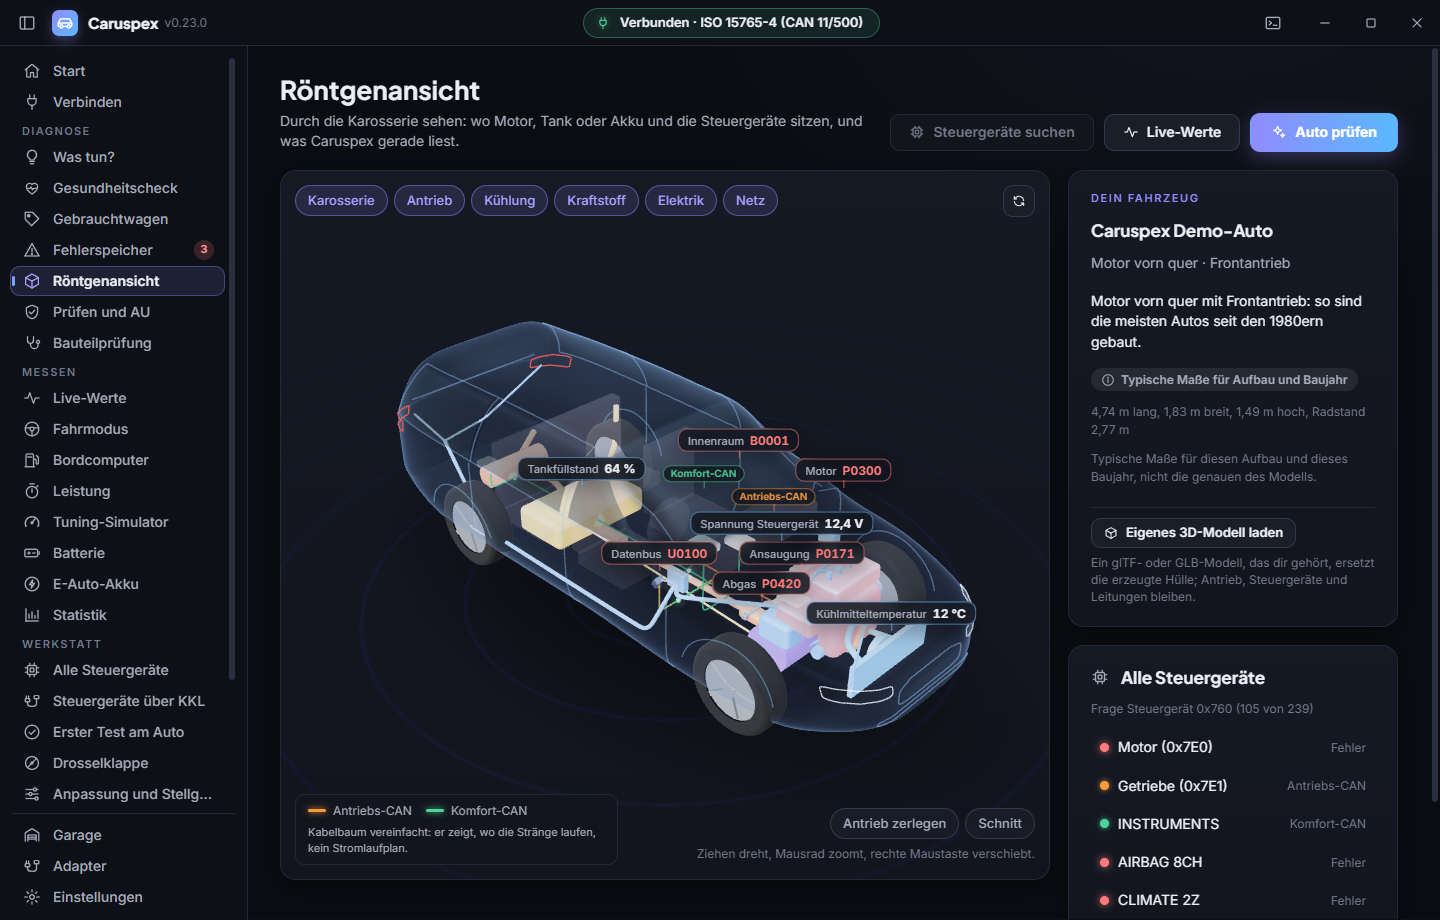 Caruspex v0.23.0
Verbunden · ISO 15765-4 (CAN 11/500)
Start
Verbinden
DIAGNOSE
Was tun?
Gesundheitscheck
Gebrauchtwagen
Fehlerspeicher 3
Röntgenansicht
Prüfen und AU
Bauteilprüfung
MESSEN
Live-Werte
Fahrmodus
Bordcomputer
Leistung
Tuning-Simulator
Batterie
E-Auto-Akku
Statistik
WERKSTATT
Alle Steuergeräte
Steuergeräte über KKL
Erster Test am Auto
Drosselklappe
Anpassung und Stellg...
Garage
Adapter
Einstellungen
Röntgenansicht
Durch die Karosserie sehen: wo Motor, Tank oder Akku und die Steuergeräte sitzen, und
was Caruspex gerade liest.
Steuergeräte suchen
Live-Werte
Auto prüfen
Karosserie
Antrieb
Kühlung
Kraftstoff
Elektrik
Netz
Innenraum B0001
Tankfüllstand 64 %
Komfort-CAN
Motor P0300
Antriebs-CAN
Spannung Steuergerät 12,4 V
Datenbus U0100
Ansaugung P0171
Abgas P0420
Kühlmitteltemperatur 12 °C
Antriebs-CAN
Komfort-CAN
Kabelbaum vereinfacht: er zeigt, wo die Stränge laufen,
kein Stromlaufplan.
Antrieb zerlegen
Schnitt
Ziehen dreht, Mausrad zoomt, rechte Maustaste verschiebt.
DEIN FAHRZEUG
Caruspex Demo-Auto
Motor vorn quer · Frontantrieb
Motor vorn quer mit Frontantrieb: so sind
die meisten Autos seit den 1980ern
gebaut.
Typische Maße für Aufbau und Baujahr
4,74 m lang, 1,83 m breit, 1,49 m hoch, Radstand
2,77 m
Typische Maße für diesen Aufbau und dieses
Baujahr, nicht die genauen des Modells.
Eigenes 3D-Modell laden
Ein glTF- oder GLB-Modell, das dir gehört, ersetzt
die erzeugte Hülle; Antrieb, Steuergeräte und
Leitungen bleiben.
Alle Steuergeräte
Frage Steuergerät 0x760 (105 von 239)
Motor (0x7E0) Fehler
Getriebe (0x7E1) Antriebs-CAN
INSTRUMENTS Komfort-CAN
AIRBAG 8CH Fehler
CLIMATE 2Z Fehler